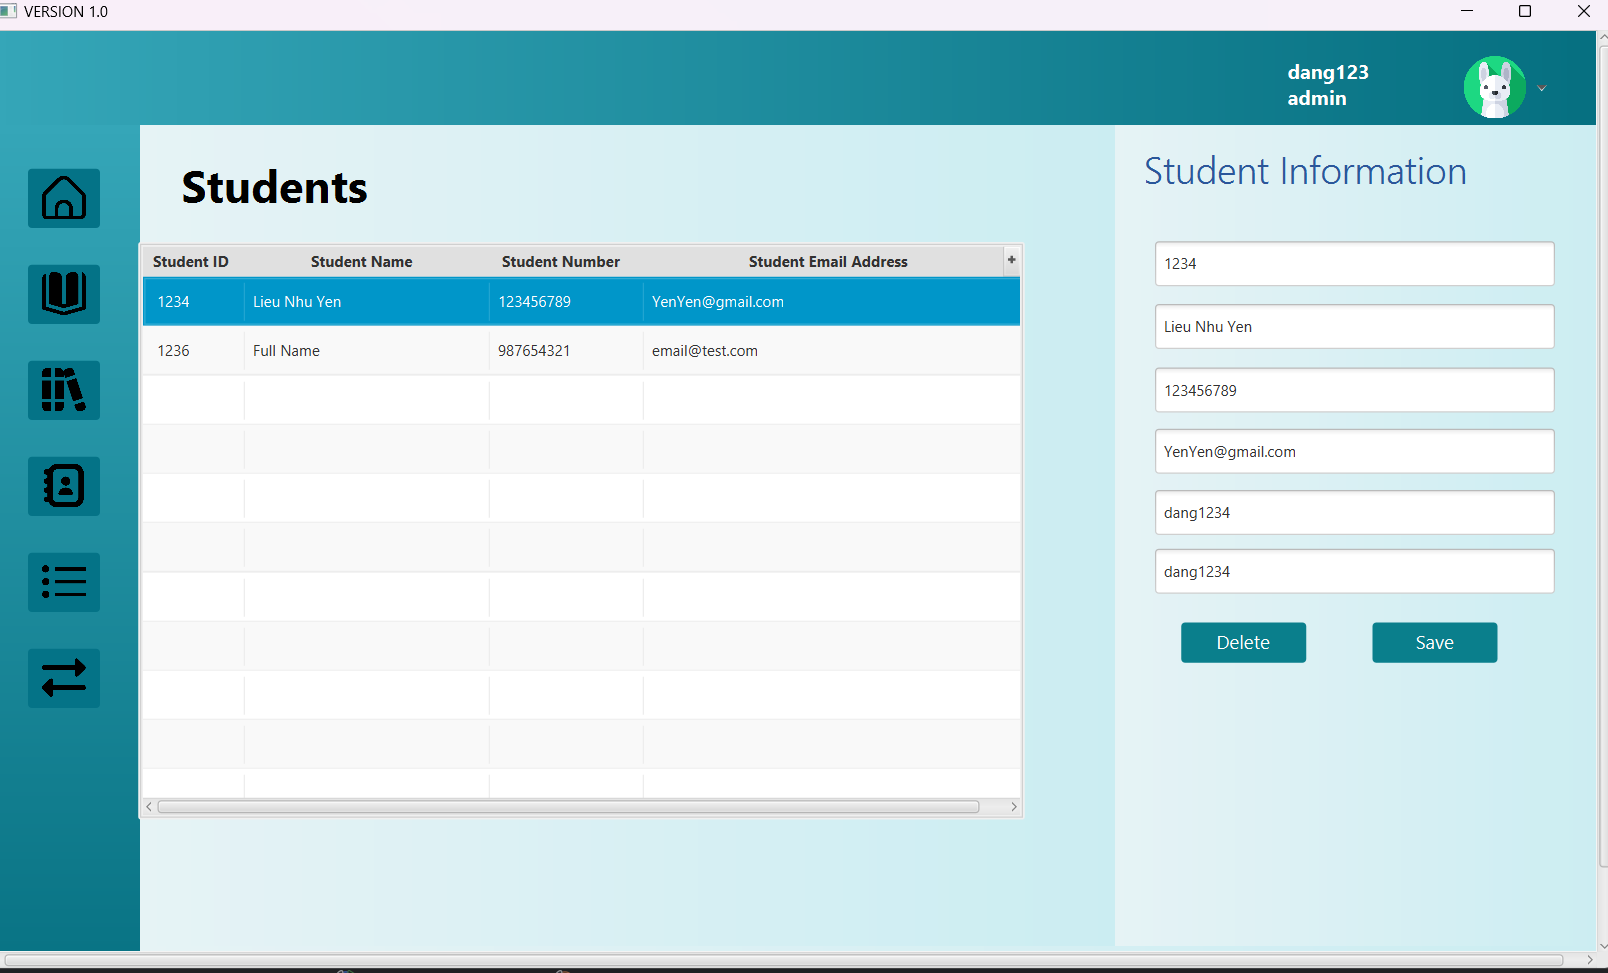 VERSION 1.0
dang123
admin
Students
Student ID Student Name Student Number Student Email Address +
1234 Lieu Nhu Yen 123456789 YenYen@gmail.com
1236 Full Name 987654321 email@test.com
Student Information
1234
Lieu Nhu Yen
123456789
YenYen@gmail.com
dang1234
dang1234
Delete Save